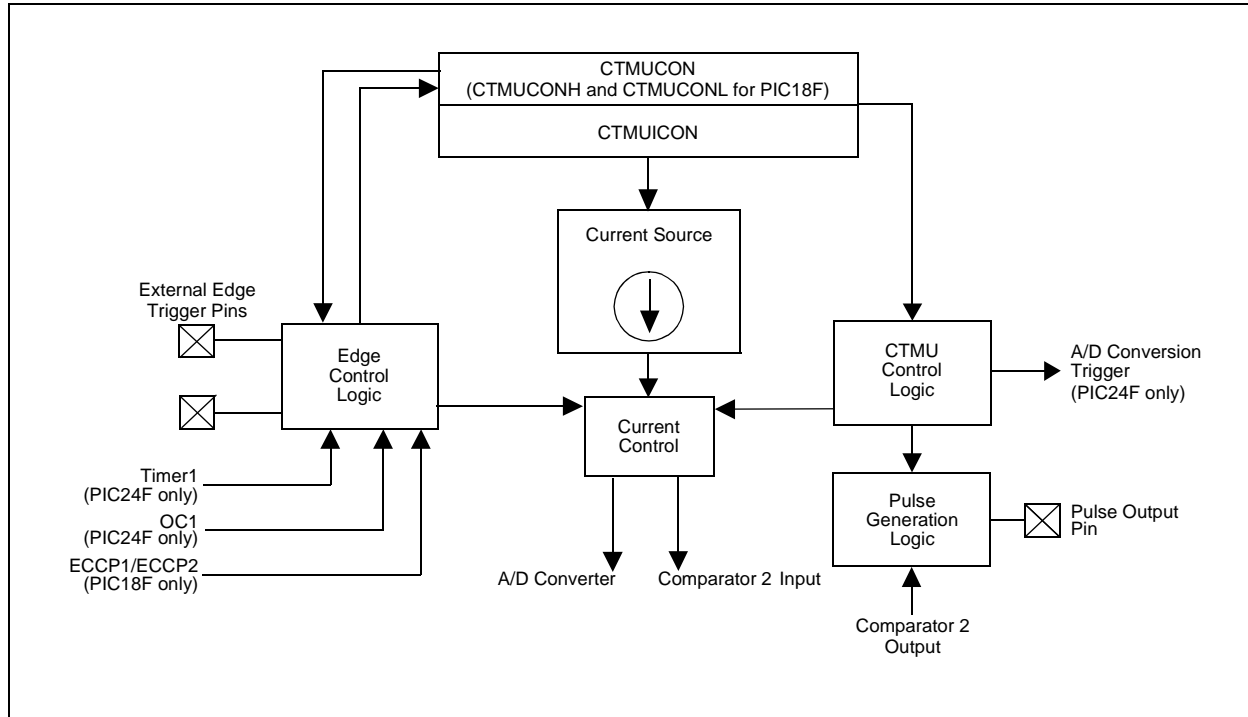 CTMUCON
(CTMUCONH and CTMUCONL for PIC18F)
CTMUICON
Current Source
External Edge
Trigger Pins
Edge
Control
Logic
CTMU
Control
Logic
A/D Conversion
Trigger
(PIC24F only)
Current
Control
Timer1
(PIC24F only)
OC1
(PIC24F only)
ECCP1/ECCP2
(PIC18F only)
Pulse
Generation
Logic
Pulse Output
Pin
A/D Converter
Comparator 2 Input
Comparator 2
Output